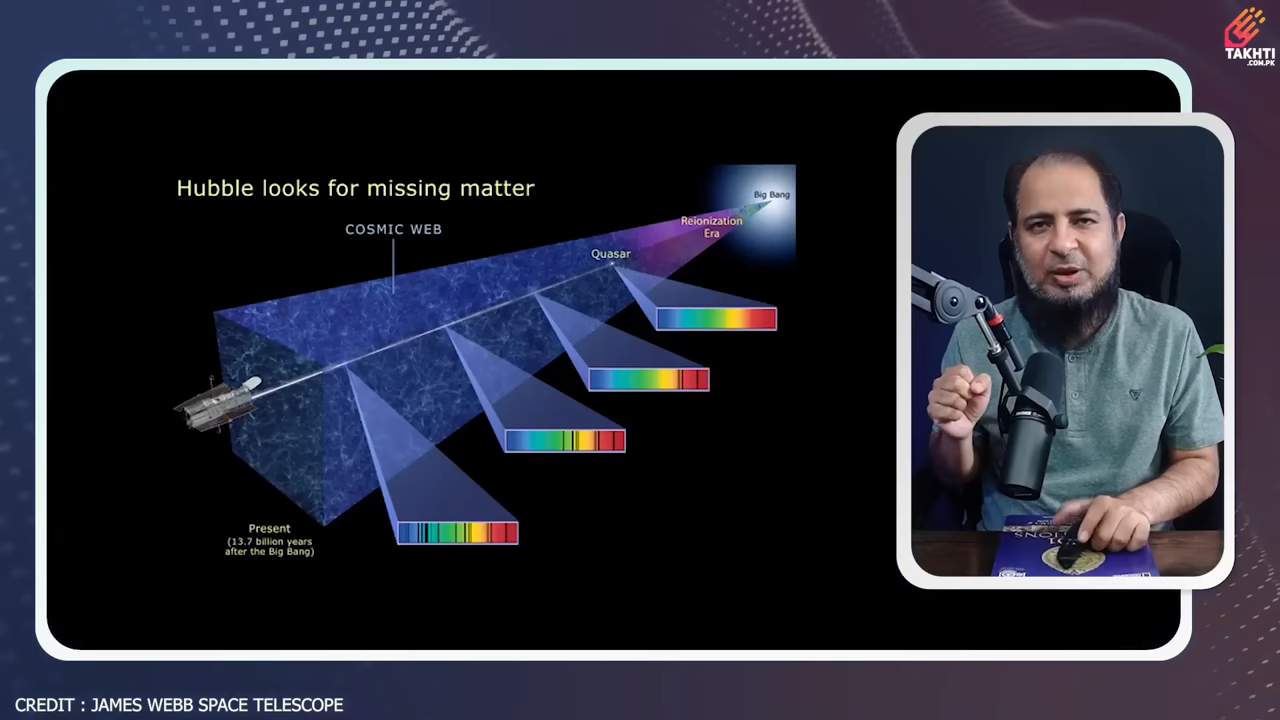 TAKHTI
.COM.PK
Hubble looks for missing matter
COSMIC WEB
Big Bang
Reionization
Era
Quasar
Present
(13.7 billion years
after the Big Bang)
CREDIT : JAMES WEBB SPACE TELESCOPE